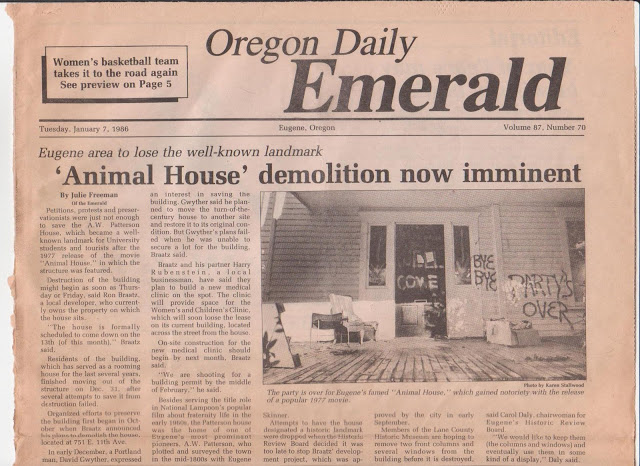 Women's basketball team
takes it to the road again
See preview on Page 5
Oregon Daily
Emerald
Tuesday, January 7, 1986
Eugene, Oregon
Volume 87, Number 70
Eugene area to lose the well-known landmark
'Animal House' demolition now imminent
By Julie Freeman
Of the Emerald
Petitions, protests and preser-
vationists were just not enough
to save the A.W. Patterson
House, which became a well-
known landmark for University
students and tourists after the
1977 release of the movie
"Animal House," in which the
structure was featured.
Destruction of the building
might begin as soon as Thurs-
day or Friday, said Ron Braatz,
a local developer, who current-
ly owns the property on which
the house sits.
"The house is formally
scheduled to come down on the
13th (of this month)," Braatz
said.
Residents of the building,
which has served as a rooming
house for the last several years,
finished moving out of the
structure on Dec. 22, after
several attempts to save it from
destruction failed.
Organized efforts to preserve
the building first began in Oct-
ober when Braatz announced
his plans to demolish the house,
located at 751 E. 11th Ave.
In early December, a Portland
man, David Gwyther, expressed
an interest in saving the
building. Gwyther said he plan-
ned to move the turn-of-the-
century house to another site
and restore it to its original con-
dition. But Gwyther's plans fail-
ed when he was unable to
secure a lot for the building,
Braatz said.
Braatz and his partner Harry
Rubenstein, a local
businessman, have said they
plan to build a new medical
clinic on the spot. The clinic
will provide space for the
Women's and Children's Clinic,
which will soon lose the lease
on its current building, located
across the street from the house.
On-site construction for the
new medical clinic should
begin by next month, Braatz
said.
"We are shooting for a
building permit by the middle
of February," he said.
Besides serving the title role
in National Lampoon's popular
film about fraternity life in the
early 1960s, the Patterson house
was the home of one of
Eugene's most prominent
pioneers. A.W. Patterson, who
platted and surveyed the town
in the mid-1800s with Eugene
COME
BYE
BYE
PARTY'S
OVER
Photo by Karen Stallwood
The party is over for Eugene's famed "Animal House," which gained notoriety with the release
of a popular 1977 movie.
Skinner.
Attempts to have the house
designated a historic landmark
were dropped when the Historic
Review Board decided it was
too late to stop Braatz' develop-
ment project, which was ap-
proved by the city in early
September.
Members of the Lane County
Historic Museum are hoping to
remove two front columns and
several windows from the
building before it is destroyed,
said Carol Daly, chairwoman for
Eugene's Historic Review
Board.
"We would like to keep them
(the columns and windows) and
eventually use them in some
kind of a display," Daly said.